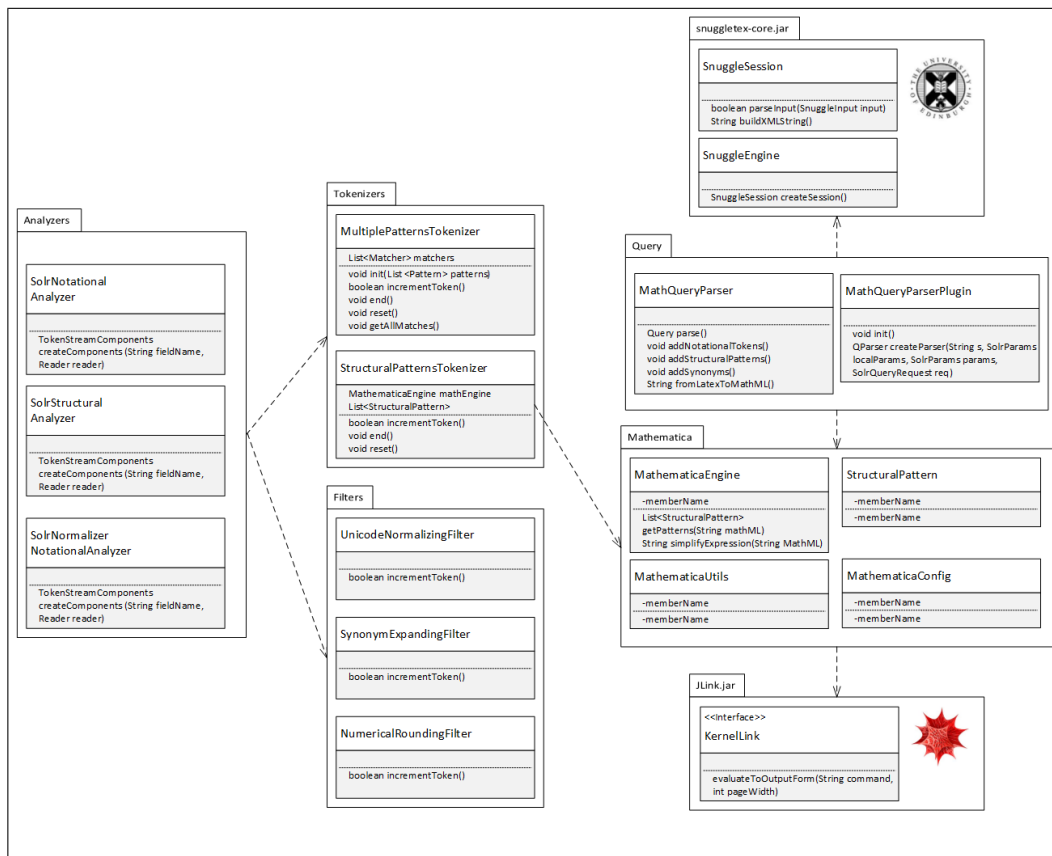 Analyzers
SolrNotational
Analyzer
TokenStreamComponents
createComponents (String fieldName,
Reader reader)
SolrStructural
Analyzer
TokenStreamComponents
createComponents (String fieldName,
Reader reader)
SolrNormalizer
NotationalAnalyzer
TokenStreamComponents
createComponents (String fieldName,
Reader reader)
Tokenizers
MultiplePatternsTokenizer
List<Matcher> matchers
void init(List <Pattern> patterns)
boolean incrementToken()
void end()
void reset()
void getAllMatches()
StructuralPatternsTokenizer
MathematicaEngine mathEngine
List<StructuralPattern>
boolean incrementToken()
void end()
void reset()
Filters
UnicodeNormalizingFilter
boolean incrementToken()
SynonymExpandingFilter
boolean incrementToken()
NumericalRoundingFilter
boolean incrementToken()
snuggletex-core.jar
SnuggleSession
boolean parseInput(SnuggleInput input)
String buildXMLString()
SnuggleEngine
SnuggleSession createSession()
THE UNIVERSITY
OF EDINBURGH
Query
MathQueryParser
Query parse()
void addNotationalTokens()
void addStructuralPatterns()
void addSynonyms()
String fromLatexToMathML()
MathQueryParserPlugin
void init()
QParser createParser(String s, SolrParams
localParams, SolrParams params,
SolrQueryRequest req)
Mathematica
MathematicaEngine
-memberName
List<StructuralPattern>
getPatterns(String mathML)
String simplifyExpression(String MathML)
StructuralPattern
-memberName
-memberName
MathematicaUtils
-memberName
-memberName
MathematicaConfig
-memberName
-memberName
JLink.jar
<<Interface>>
KernelLink
evaluateToOutputForm(String command,
int pageWidth)